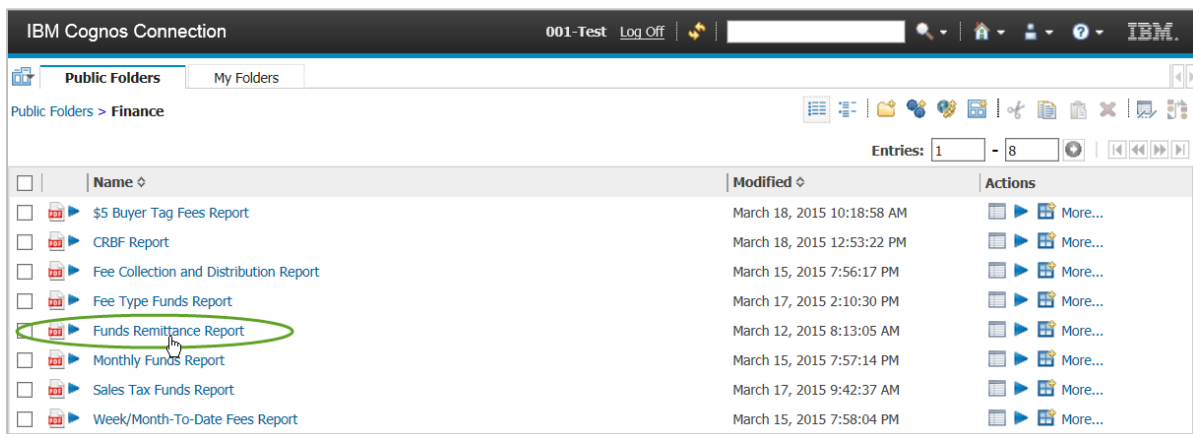 IBM Cognos Connection 001-Test Log Off IBM.
Public Folders My Folders
Public Folders > Finance
Entries: 1 - 8
Name Modified Actions
$5 Buyer Tag Fees Report March 18, 2015 10:18:58 AM More...
CRBF Report March 18, 2015 12:53:22 PM More...
Fee Collection and Distribution Report March 15, 2015 7:56:17 PM More...
Fee Type Funds Report March 17, 2015 2:10:30 PM More...
Funds Remittance Report March 12, 2015 8:13:05 AM More...
Monthly Funds Report March 15, 2015 7:57:14 PM More...
Sales Tax Funds Report March 17, 2015 9:42:37 AM More...
Week/Month-To-Date Fees Report March 15, 2015 7:58:04 PM More...